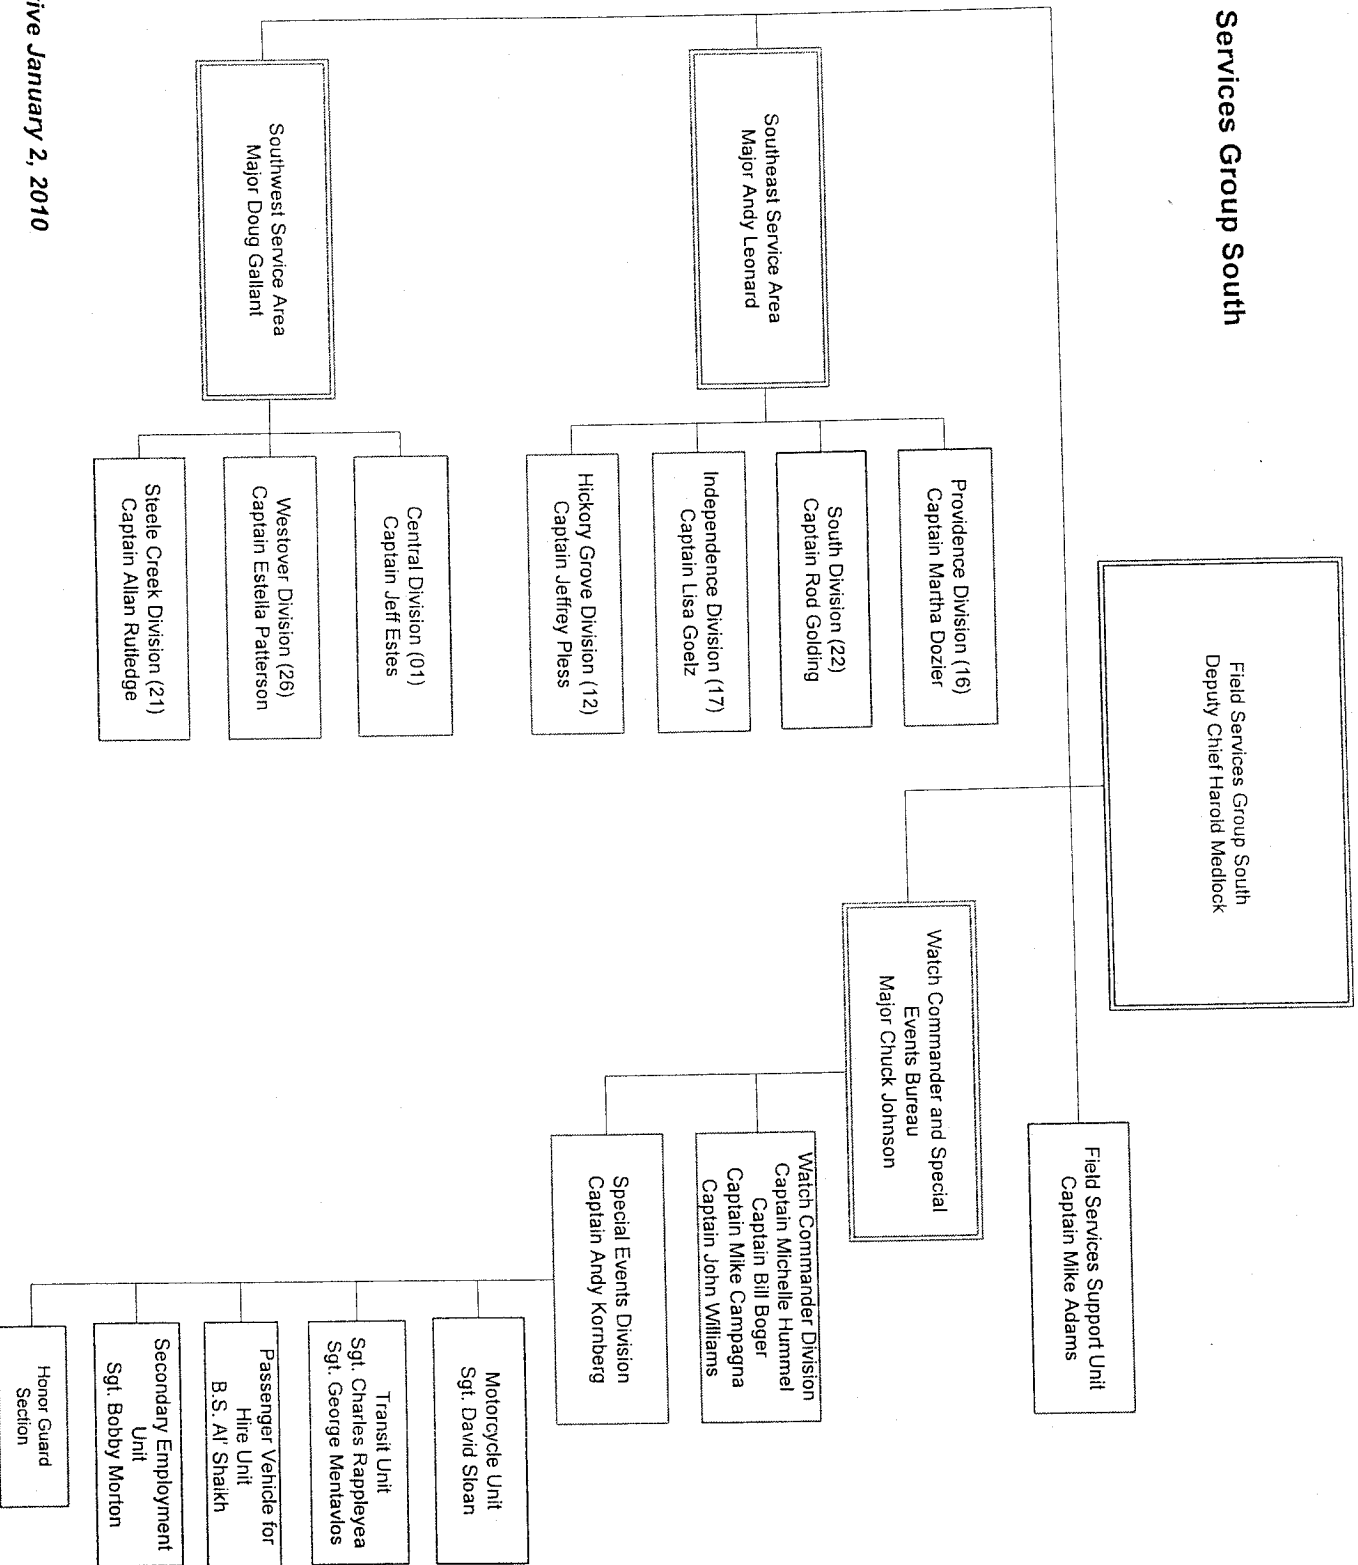 Services Group South
Field Services Group South
Deputy Chief Harold Medlock
Field Services Support Unit
Captain Mike Adams
Southeast Service Area
Major Andy Leonard
Providence Division (16)
Captain Martha Dozier
South Division (22)
Captain Rod Golding
Independence Division (17)
Captain Lisa Goelz
Hickory Grove Division (12)
Captain Jeffrey Pless
Southwest Service Area
Major Doug Gallant
Central Division (01)
Captain Jeff Estes
Westover Division (26)
Captain Estella Patterson
Steele Creek Division (21)
Captain Allan Rutledge
Watch Commander and Special
Events Bureau
Major Chuck Johnson
Watch Commander Division
Captain Michelle Hummel
Captain Bill Boger
Captain Mike Campagna
Captain John Williams
Special Events Division
Captain Andy Kornberg
Motorcycle Unit
Sgt. David Sloan
Transit Unit
Sgt. Charles Rappleyea
Sgt. George Mentavlos
Passenger Vehicle for
Hire Unit
B.S. Al' Shaikh
Secondary Employment
Unit
Sgt. Bobby Morton
Honor Guard
Section
ive January 2, 2010